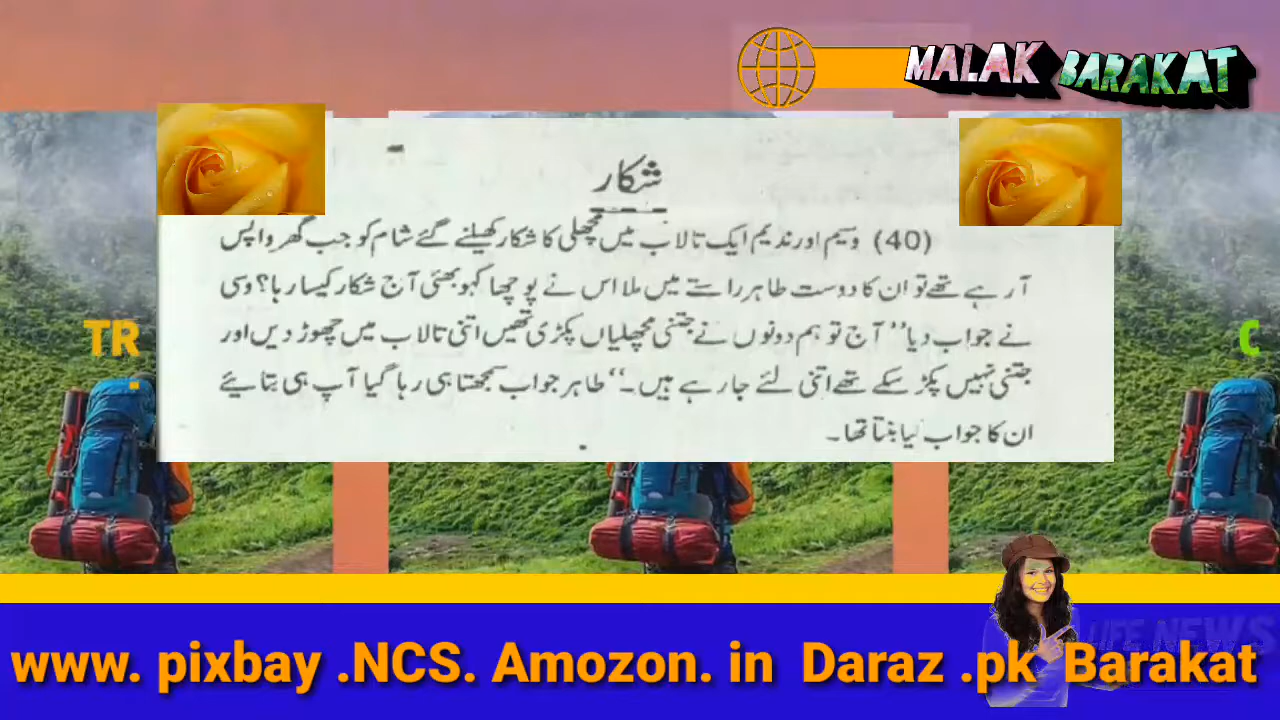 MALAK BARAKAT
شکار
(40) وسیم اور ندیم ایک تالاب میں مچھلی کا شکار کھیلنے گئے شام کو جب گھر واپس
آ رہے تھے تو ان کا دوست طاہر راستے میں ملا اس نے پوچھا کہو بھئی آج شکار کیسا رہا؟ وسی
نے جواب دیا’’ آج تو ہم دونوں نے جتنی مچھلیاں پکڑی تھیں اتنی تالاب میں چھوڑ دیں اور
جتنی نہیں پکڑ سکے تھے اتنی لئے جا رہے ہیں۔‘‘ طاہر جواب سمجھتا ہی رہا گیا آپ ہی بتایئے
ان کا جواب کیا بنتا تھا۔
TR
C
LIFE NEWS
www. pixbay .NCS. Amozon. in Daraz .pk Barakat